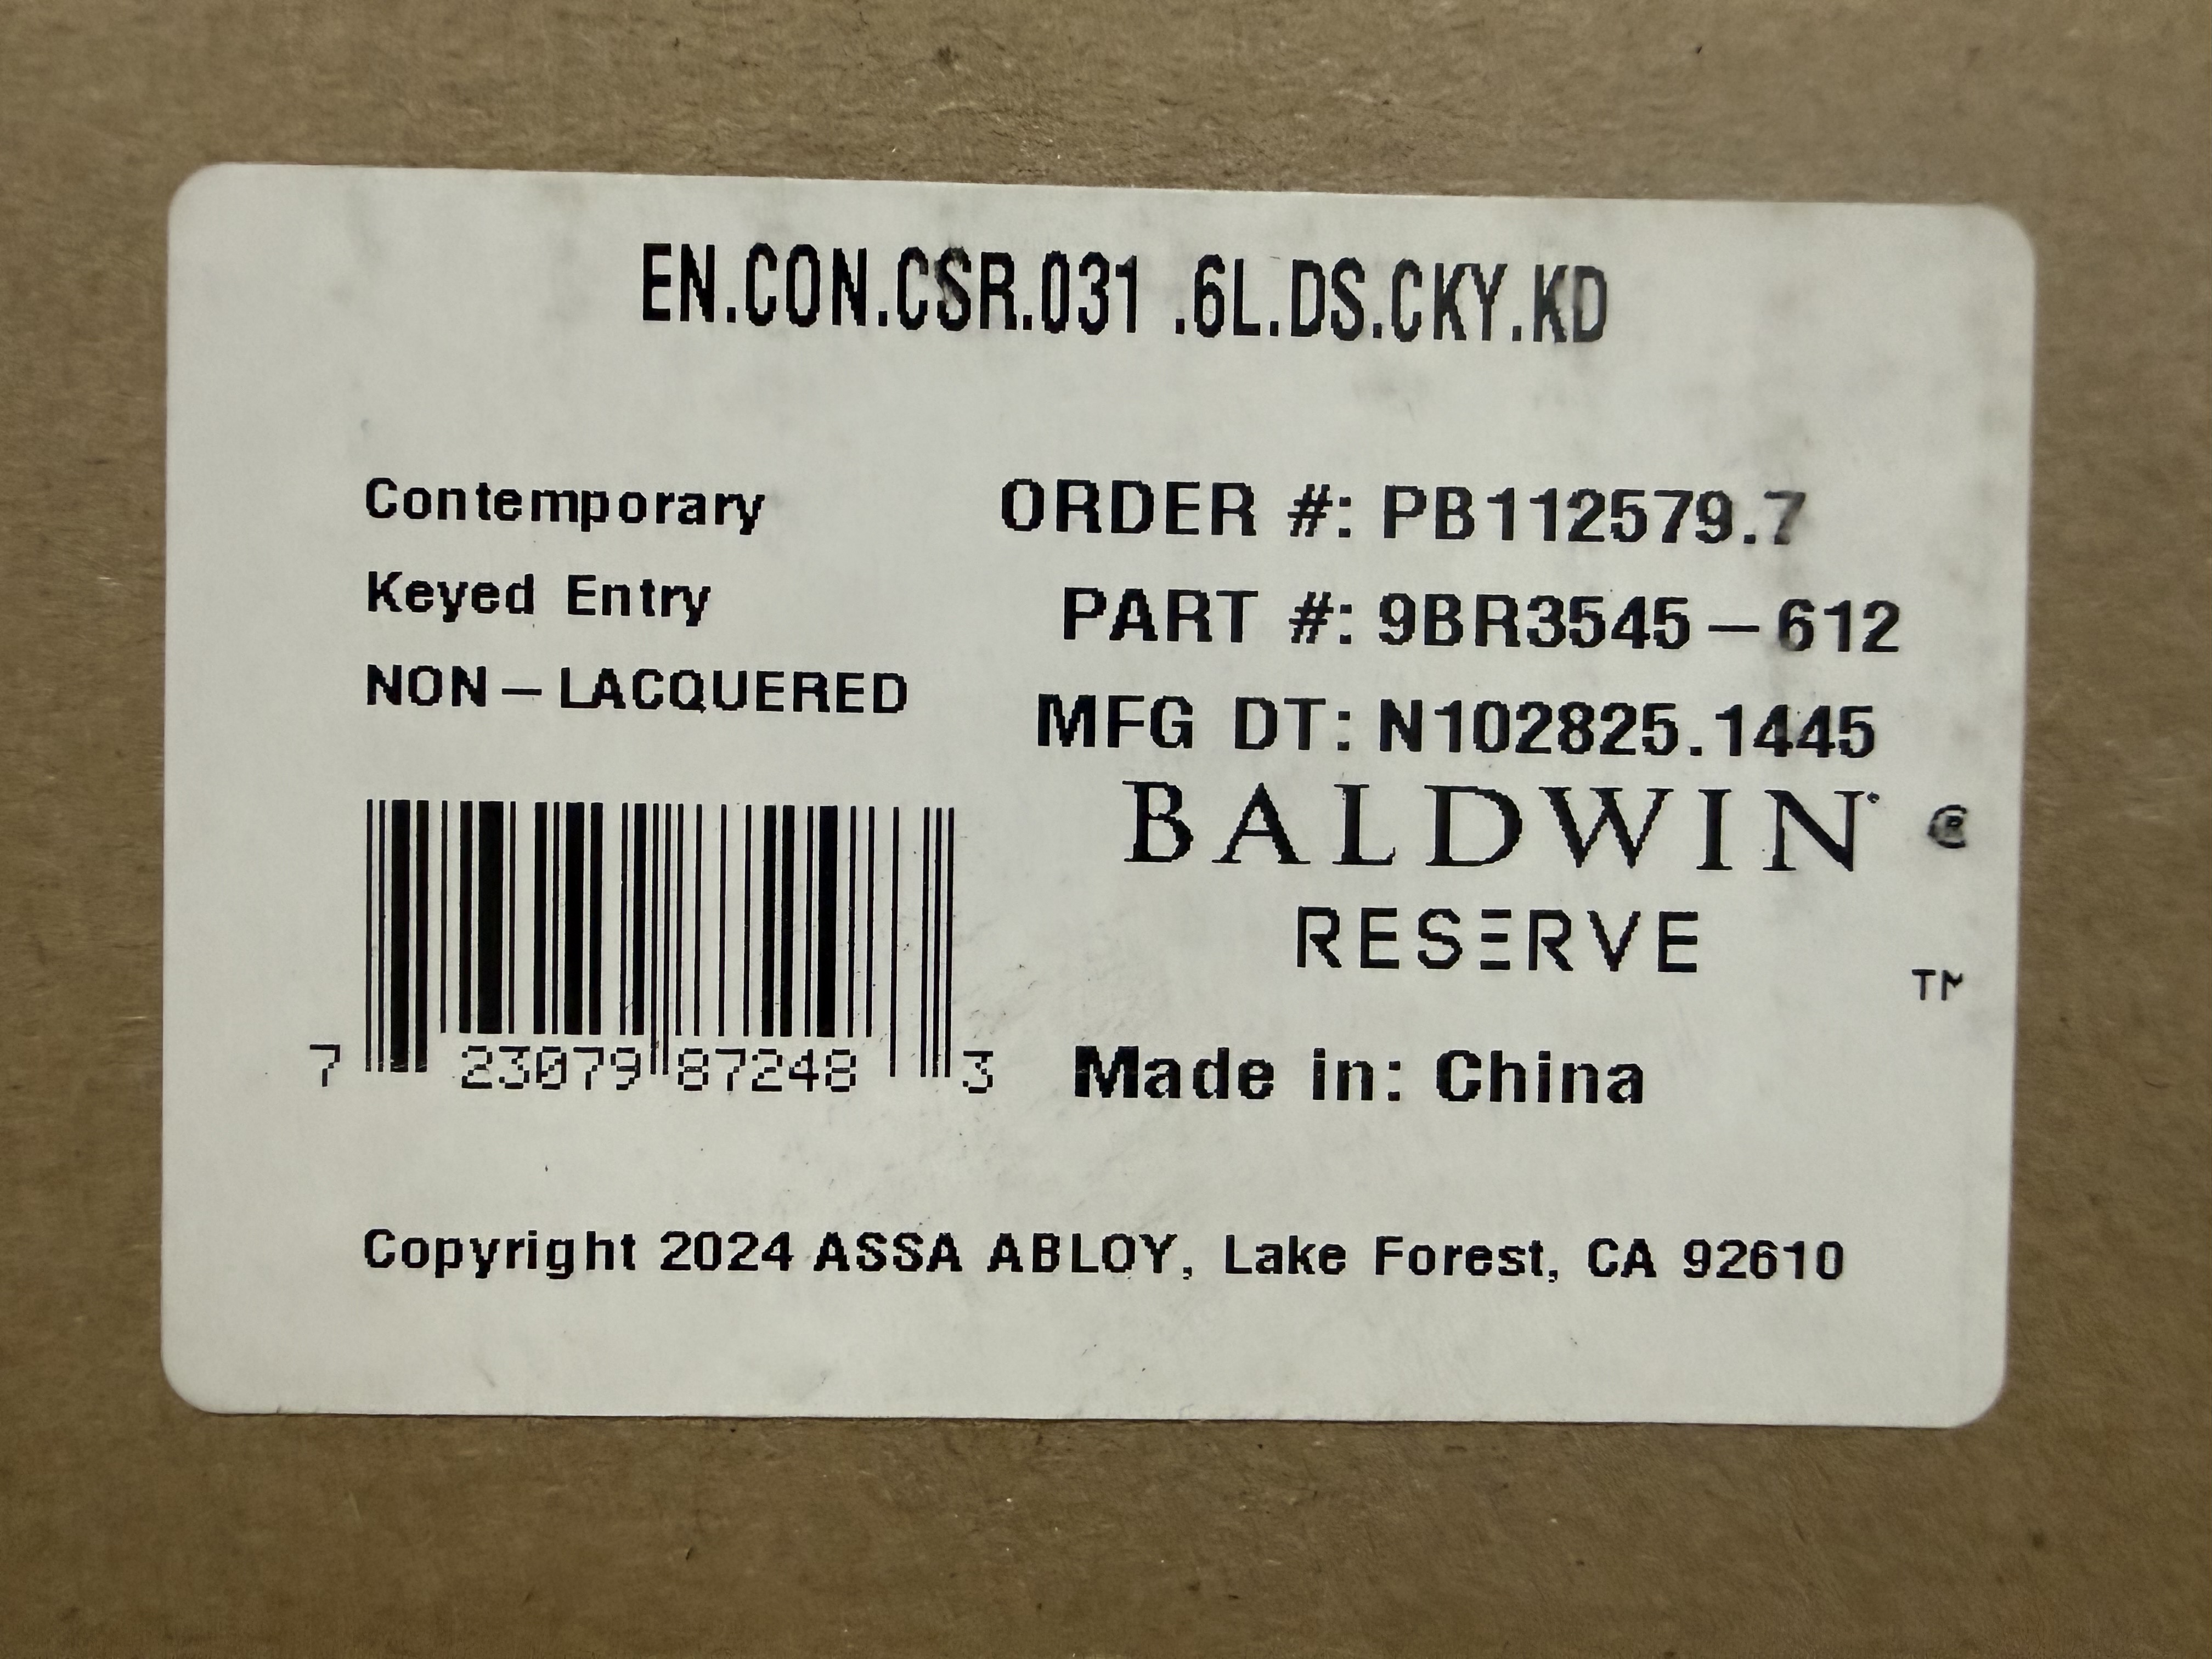 EN.CON.CSR.031 .6L.DS.CKY.KD
Contemporary
Keyed Entry
NON-LACQUERED
ORDER #: PB112579.7
PART #: 9BR3545-612
MFG DT: N102825.1445
BALDWIN ®
RESERVE
TM
7 23079 87248 3
Made in: China
Copyright 2024 ASSA ABLOY, Lake Forest, CA 92610